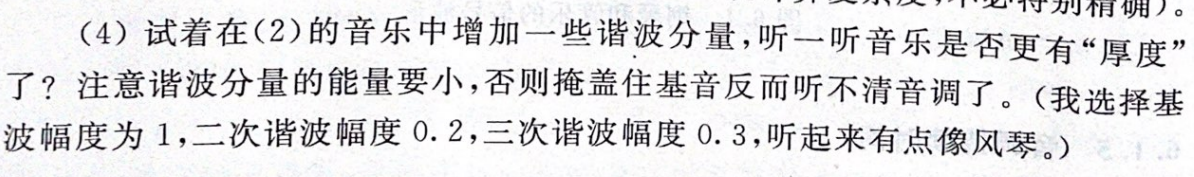 (4) 试着在(2)的音乐中增加一些谐波分量,听一听音乐是否更有“厚度”
了? 注意谐波分量的能量要小,否则掩盖住基音反而听不清音调了。(我选择基
波幅度为 1,二次谐波幅度 0.2,三次谐波幅度 0.3,听起来有点像风琴。)